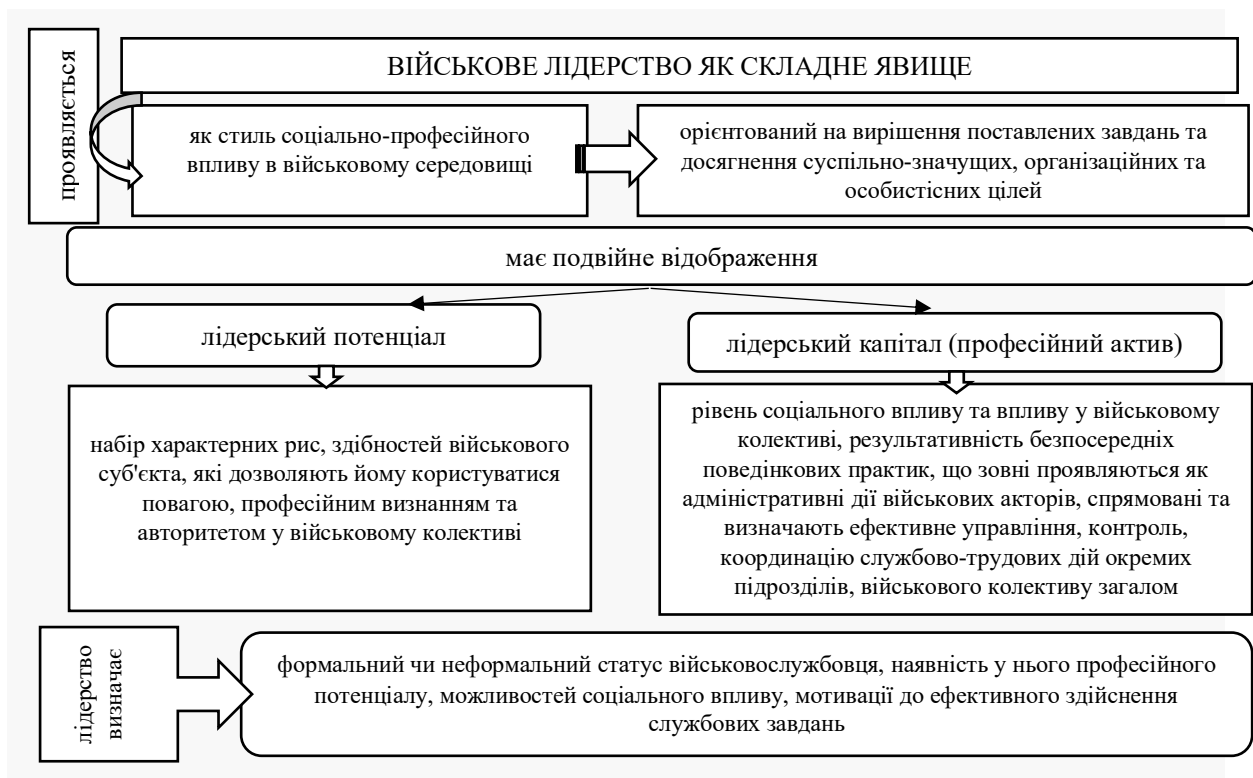 проявляється
ВІЙСЬКОВЕ ЛІДЕРСТВО ЯК СКЛАДНЕ ЯВИЩЕ
як стиль соціально-професійного
впливу в військовому середовищі
орієнтований на вирішення поставлених завдань та
досягнення суспільно-значущих, організаційних та
особистісних цілей
має подвійне відображення
лідерський потенціал
набір характерних рис, здібностей військового
суб'єкта, які дозволяють йому користуватися
повагою, професійним визнанням та
авторитетом у військовому колективі
лідерський капітал (професійний актив)
рівень соціального впливу та впливу у військовому
колективі, результативність безпосередніх
поведінкових практик, що зовні проявляються як
адміністративні дії військових акторів, спрямовані та
визначають ефективне управління, контроль,
координацію службово-трудових дій окремих
підрозділів, військового колективу загалом
лідерство
визначає
формальний чи неформальний статус військовослужбовця, наявність у нього професійного
потенціалу, можливостей соціального впливу, мотивації до ефективного здійснення
службових завдань